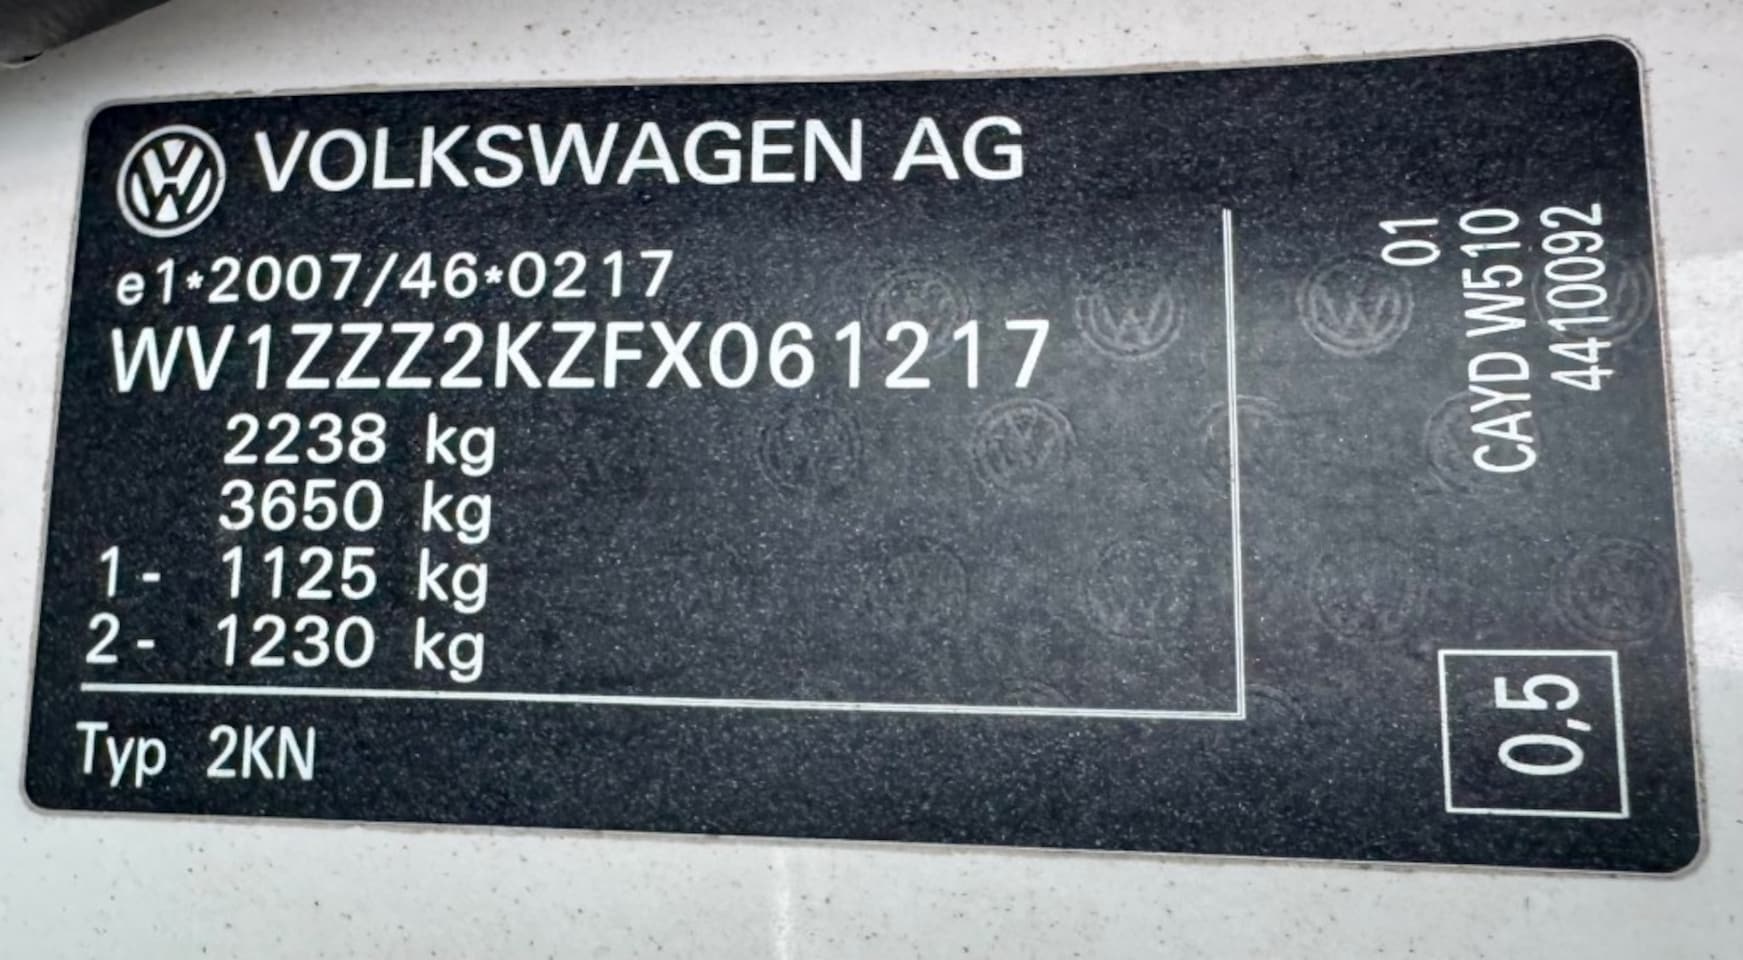 VOLKSWAGEN AG
e1*2007/46*0217
WV1ZZZ2KZFX061217
2238 kg
3650 kg
1- 1125 kg
2- 1230 kg
Typ 2KN
01
CAYD W510
4410092
0,5